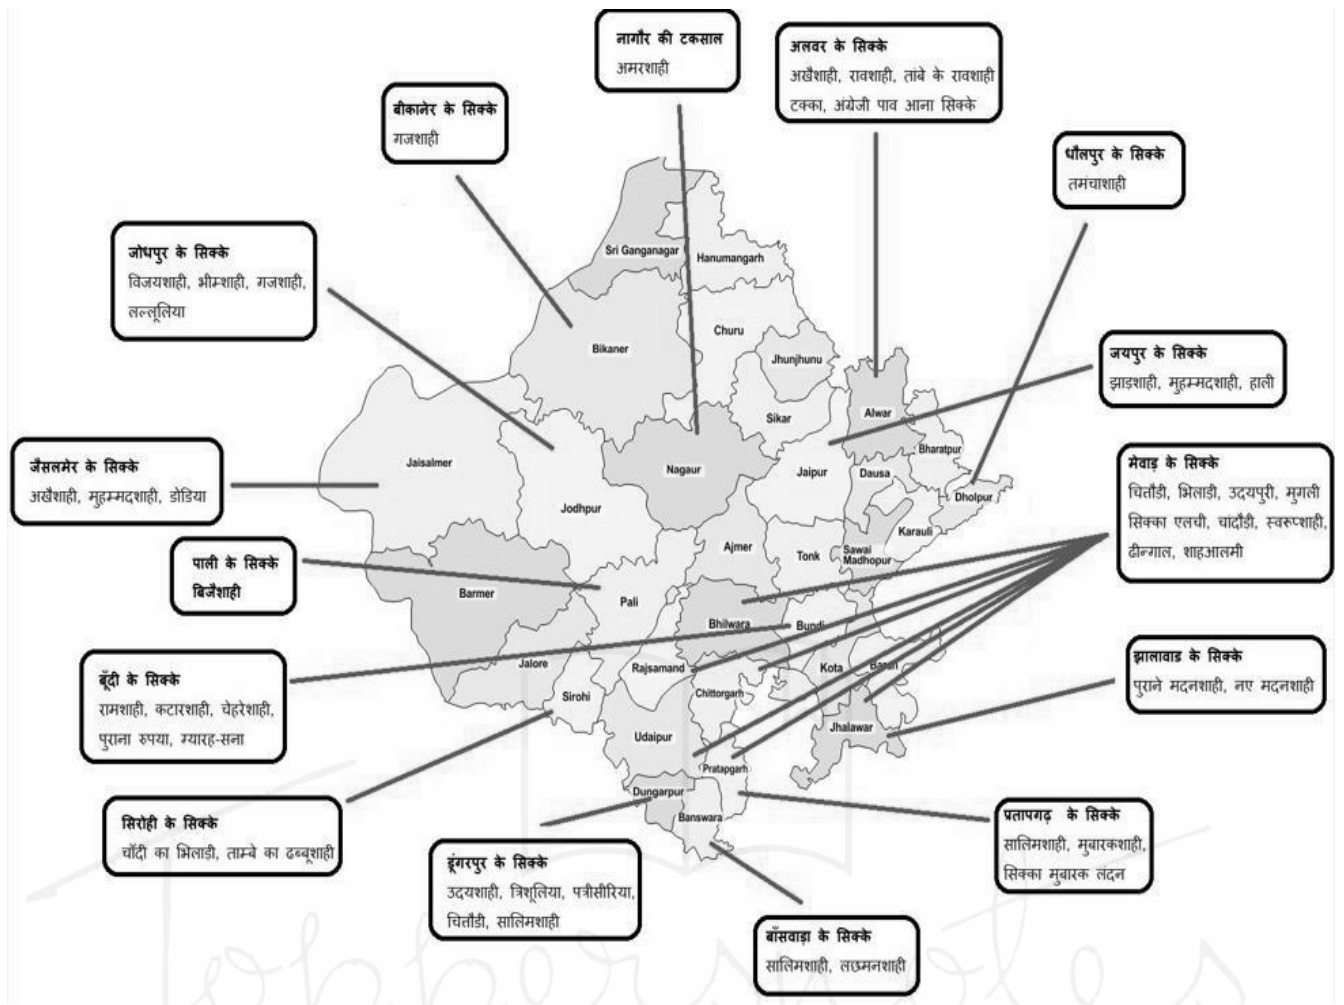 नागौर की टकसाल
अमरशाही
अलवर के सिक्के
अखैशाही, रावशाही, तांबे के रावशाही
टक्का, अंग्रेजी पाव आना सिक्के
बीकानेर के सिक्के
गजशाही
धौलपुर के सिक्के
तमंचाशाही
जोधपुर के सिक्के
विजयशाही, भीम्शाही, गजशाही,
लल्लूलिया
जयपुर के सिक्के
झाड़शाही, मुहम्मदशाही, हाली
जैसलमेर के सिक्के
अखैशाही, मुहम्मदशाही, डोडिया
मेवाड़ के सिक्के
चित्तौड़ी, भिलाड़ी, उदयपुरी, मुगली
सिक्का एलची, चांदौड़ी, स्वरूप्शाही,
ढीन्गाल, शाहआलमी
पाली के सिक्के
बिजैशाही
बूँदी के सिक्के
रामशाही, कटारशाही, चेहरेशाही,
पुराना रुपया, ग्यारह-सना
झालावाड के सिक्के
पुराने मदनशाही, नए मदनशाही
सिरोही के सिक्के
चाँदी का भिलाडी, ताम्बे का ढब्बूशाही
डूंगरपुर के सिक्के
उदयशाही, त्रिशूलिया, पत्रीसीरिया,
चित्तौडी, सालिमशाही
प्रतापगढ़ के सिक्के
सालिमशाही, मुबारकशाही,
सिक्का मुबारक लंदन
बाँसवाड़ा के सिक्के
सालिमशाही, लछमनशाही
Sri Ganganagar
Hanumangarh
Churu
Bikaner
Jhunjhunu
Sikar
Alwar
Bharatpur
Jaisalmer
Nagaur
Jaipur
Dausa
Dholpur
Jodhpur
Karauli
Ajmer
Tonk
Sawai
Madhopur
Barmer
Pali
Bhilwara
Bundi
Jalore
Rajsamand
Kota
Baran
Sirohi
Chittorgarh
Udaipur
Jhalawar
Pratapgarh
Dungarpur
Banswara
Toppersnotes